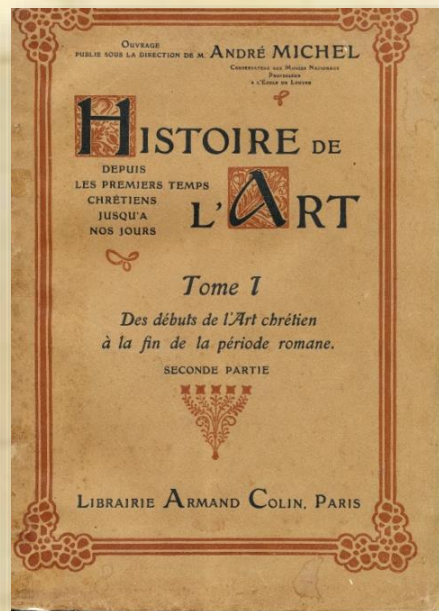 OUVRAGE
PUBLIÉ SOUS LA DIRECTION DE M. ANDRÉ MICHEL
CONSERVATEUR AUX MUSÉES NATIONAUX
PROFESSEUR
A L'ÉCOLE DU LOUVRE
HISTOIRE DE
DEPUIS
LES PREMIERS TEMPS
CHRÉTIENS
JUSQU'A
NOS JOURS
L'ART
Tome I
Des débuts de l'Art chrétien
à la fin de la période romane.
SECONDE PARTIE
LIBRAIRIE ARMAND COLIN, PARIS